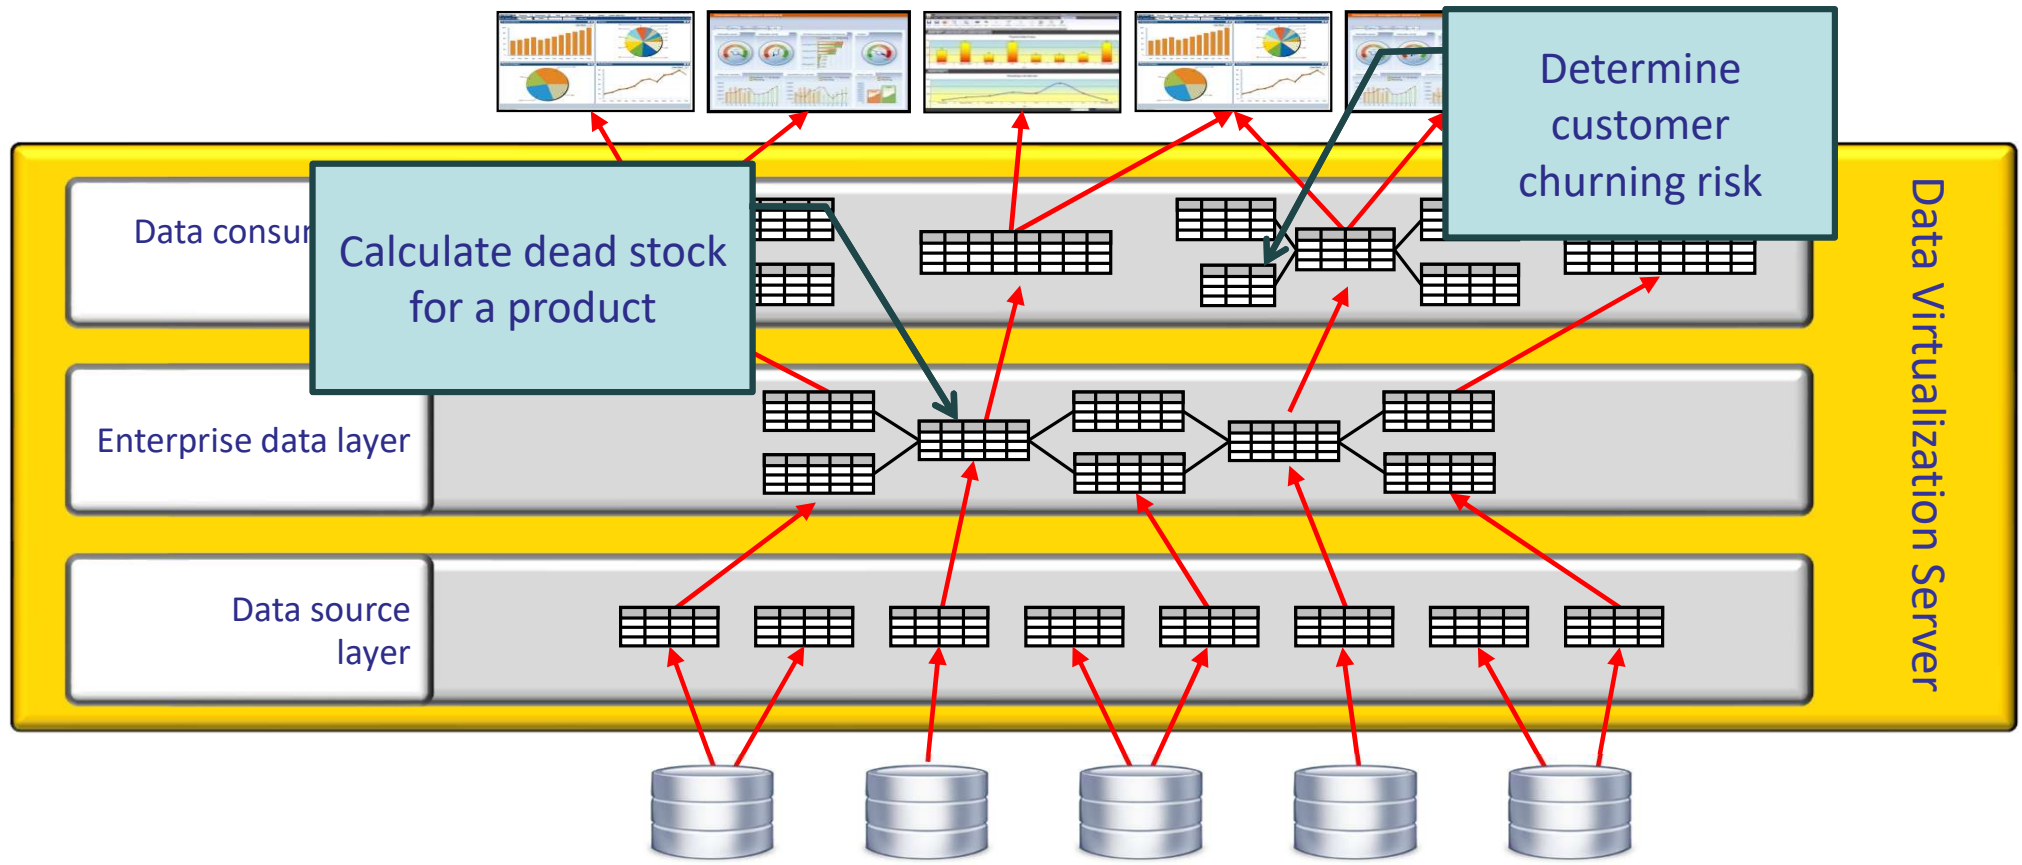 Determine
customer
churning risk
Data consu
Calculate dead stock
for a product
Enterprise data layer
Data source
layer
Data Virtualization Server